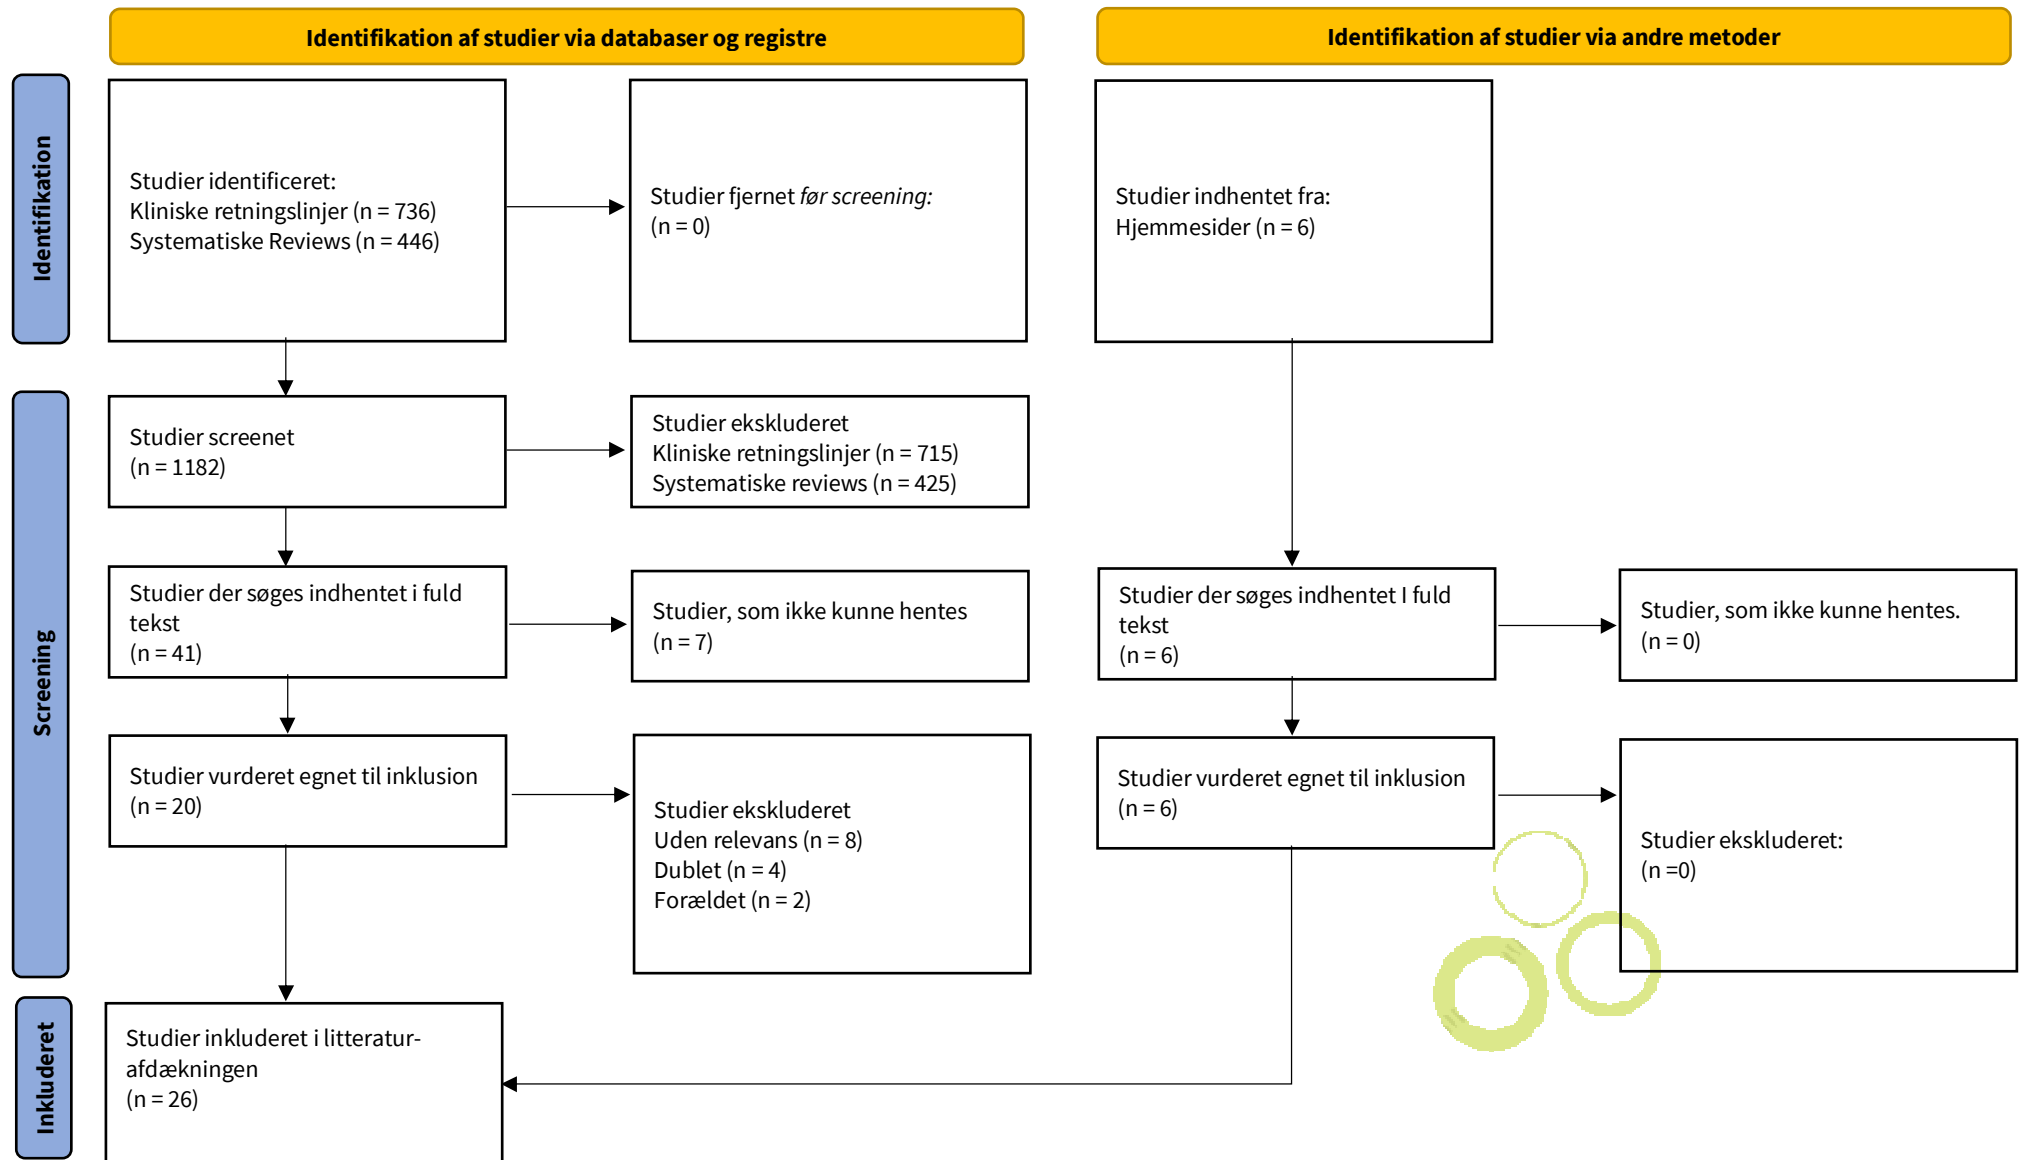 Identifikation af studier via databaser og registre
Identifikation af studier via andre metoder
Identifikation
Studier identificeret:
Kliniske retningslinjer (n = 736)
Systematiske Reviews (n = 446)
Studier fjernet før screening:
(n = 0)
Studier indhentet fra:
Hjemmesider (n = 6)
Screening
Studier screenet
(n = 1182)
Studier ekskluderet
Kliniske retningslinjer (n = 715)
Systematiske reviews (n = 425)
Studier der søges indhentet i fuld
tekst
(n = 41)
Studier, som ikke kunne hentes
(n = 7)
Studier der søges indhentet I fuld
tekst
(n = 6)
Studier, som ikke kunne hentes.
(n = 0)
Studier vurderet egnet til inklusion
(n = 20)
Studier ekskluderet
Uden relevans (n = 8)
Dublet (n = 4)
Forældet (n = 2)
Studier vurderet egnet til inklusion
(n = 6)
Studier ekskluderet:
(n =0)
Inkluderet
Studier inkluderet i litteratur-
afdækningen
(n = 26)